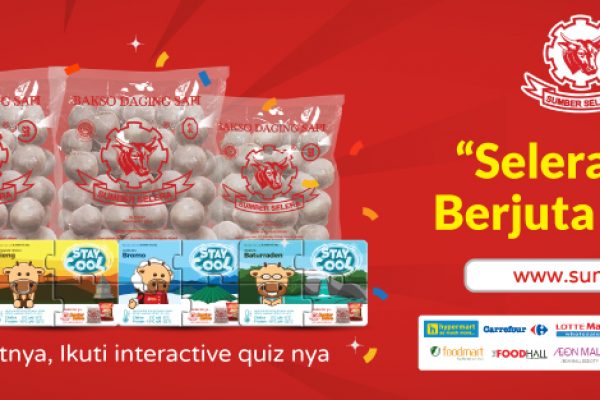 SUMBER SELERA
BAKSO DAGING SAPI
BAKSO DAGING SAPI
BAKSO DAGING SAPI
SUMBER SELERA
SUMBER SELERA
SUMBER SELERA
“Selera
Berjuta
www.sum
STAY COOL
Bromo
STAY COOL
Baturraden
STAY COOL
tnya, Ikuti interactive quiz nya
hypermart
Carrefour
LOTTE Ma
foodmart
THE FOODHALL
AEON MAL